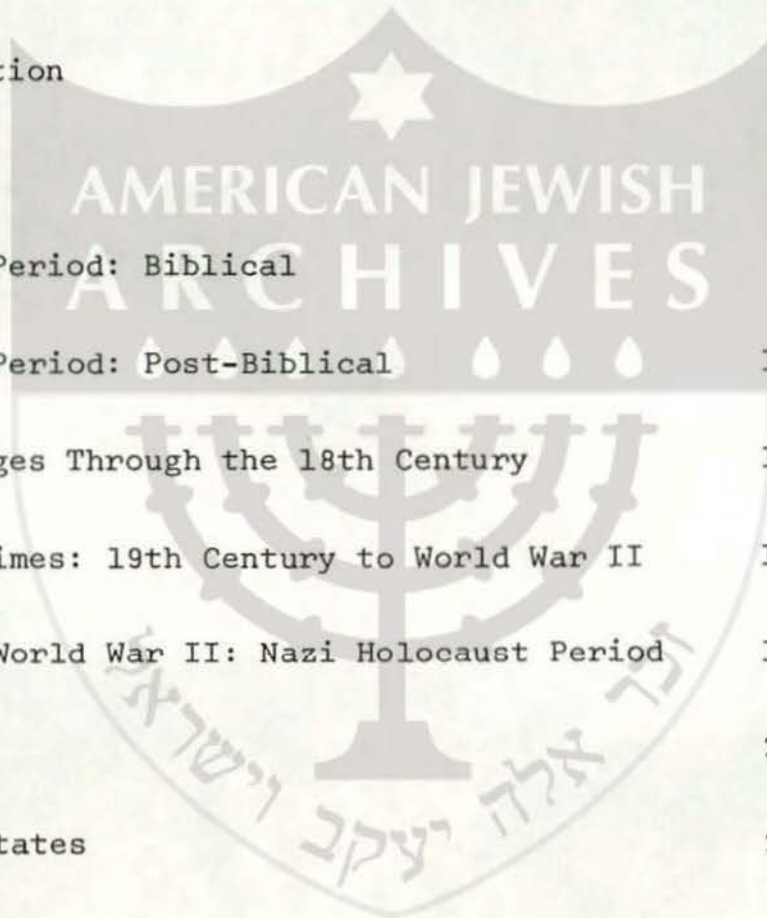 tion
AMERICAN JEWISH
Period: Biblical
ARCHIVES
Period: Post-Biblical
ges Through the 18th Century
imes: 19th Century to World War II
World War II: Nazi Holocaust Period
זכר אלה יעקב וישראל
tates